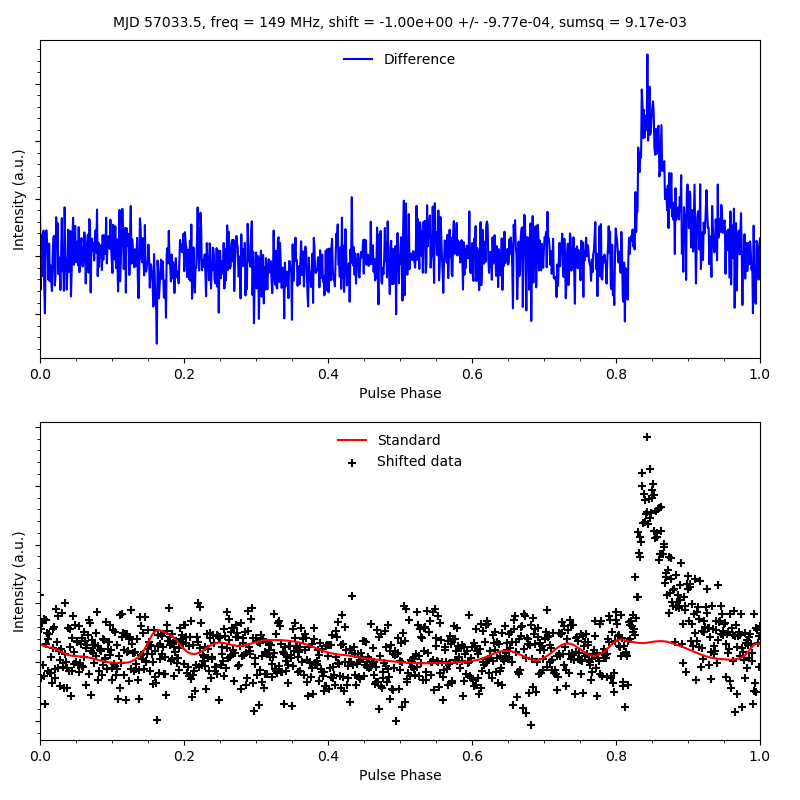 MJD 57033.5, freq = 149 MHz, shift = -1.00e+00 +/- -9.77e-04, sumsq = 9.17e-03
Difference
Intensity (a.u.)
0.0 0.2 0.4 0.6 0.8 1.0
Pulse Phase
Standard
Shifted data
Intensity (a.u.)
0.0 0.2 0.4 0.6 0.8 1.0
Pulse Phase